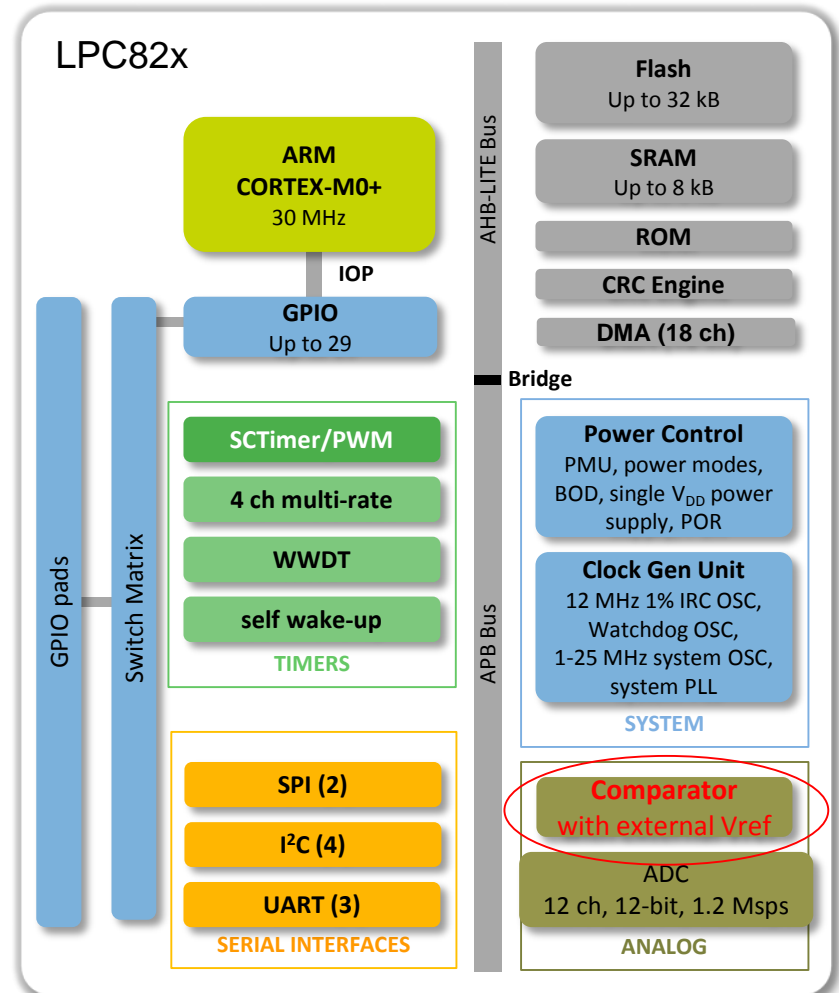 LPC82x
ARM
CORTEX-M0+
30 MHz
IOP
GPIO
Up to 29
GPIO pads
Switch Matrix
SCTimer/PWM
4 ch multi-rate
WWDT
self wake-up
TIMERS
SPI (2)
I²C (4)
UART (3)
SERIAL INTERFACES
AHB-LITE Bus
Bridge
APB Bus
Flash
Up to 32 kB
SRAM
Up to 8 kB
ROM
CRC Engine
DMA (18 ch)
Power Control
PMU, power modes,
BOD, single VDD power
supply, POR
Clock Gen Unit
12 MHz 1% IRC OSC,
Watchdog OSC,
1-25 MHz system OSC,
system PLL
SYSTEM
Comparator
with external Vref
ADC
12 ch, 12-bit, 1.2 Msps
ANALOG